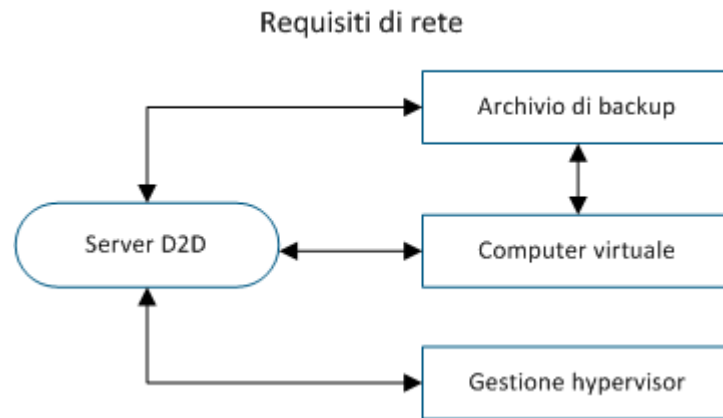 Requisiti di rete
Archivio di backup
Server D2D
Computer virtuale
Gestione hypervisor